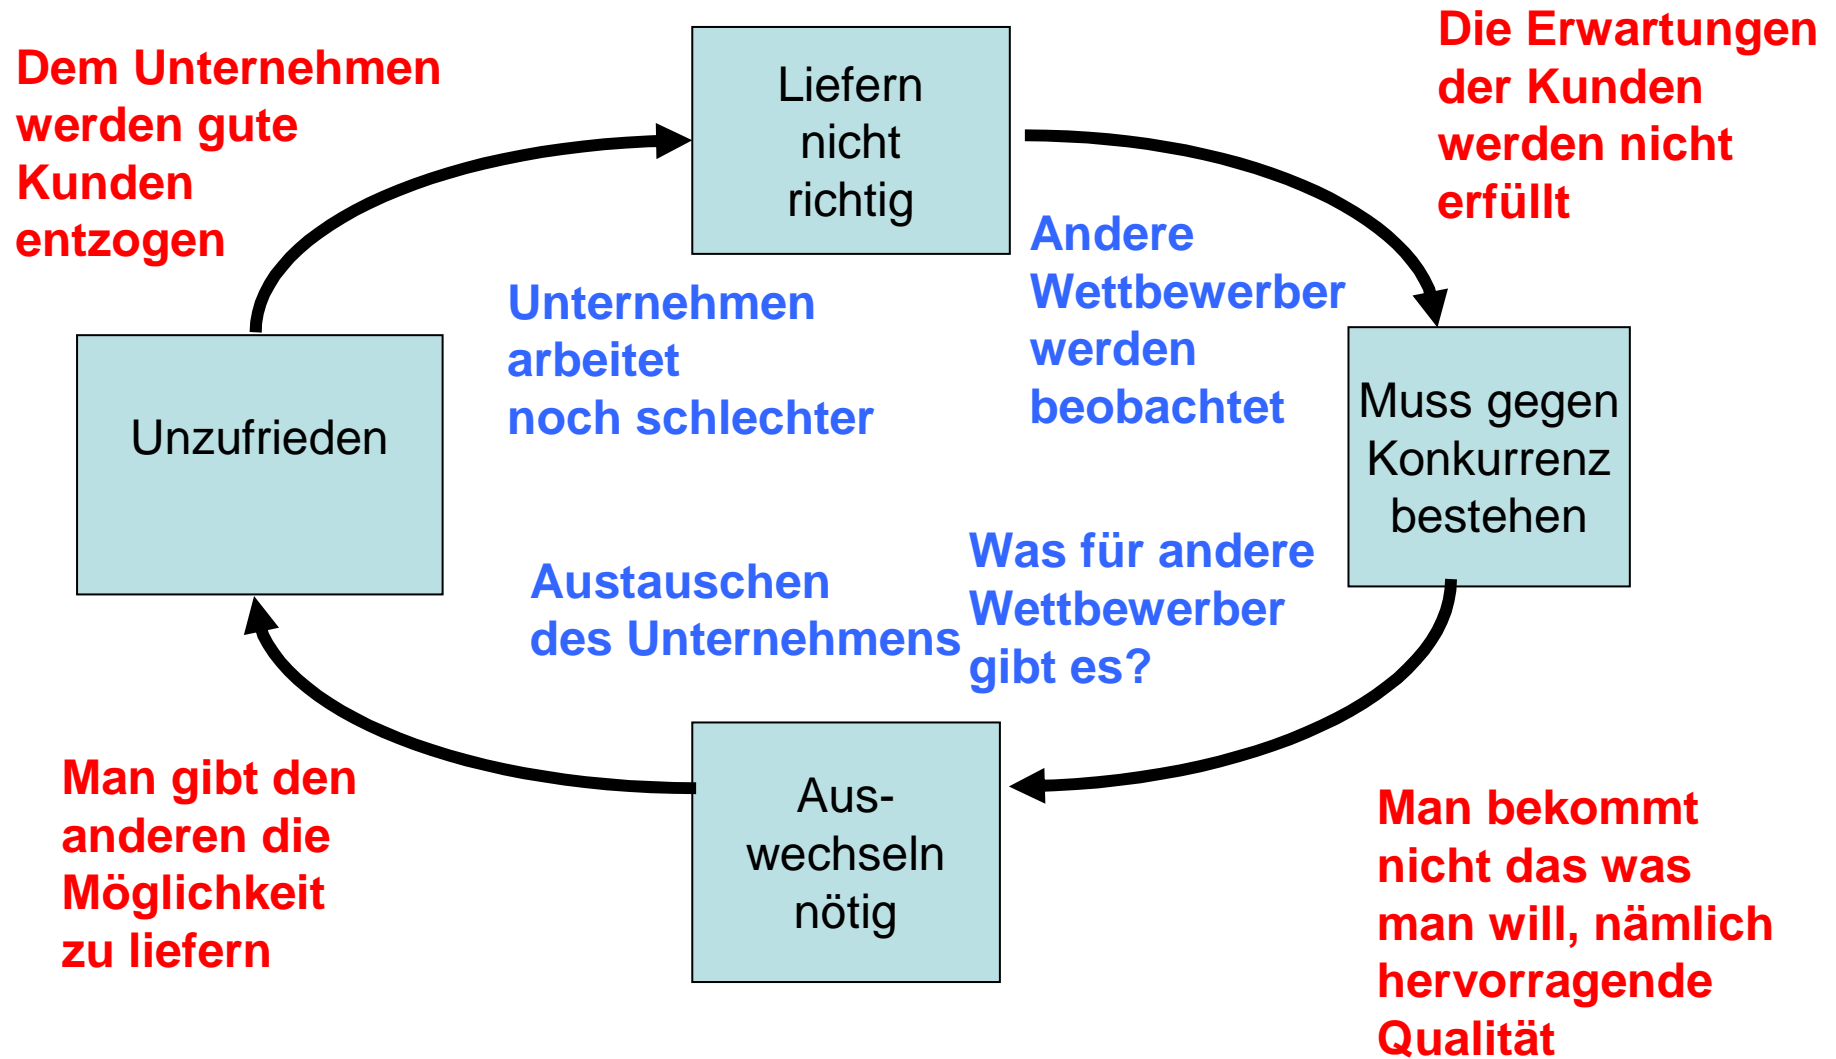 Dem Unternehmen
werden gute
Kunden
entzogen
Liefern
nicht
richtig
Die Erwartungen
der Kunden
werden nicht
erfüllt
Unternehmen
arbeitet
noch schlechter
Andere
Wettbewerber
werden
beobachtet
Unzufrieden
Muss gegen
Konkurrenz
bestehen
Austauschen
des Unternehmens
Was für andere
Wettbewerber
gibt es?
Man gibt den
anderen die
Möglichkeit
zu liefern
Aus-
wechseln
nötig
Man bekommt
nicht das was
man will, nämlich
hervorragende
Qualität